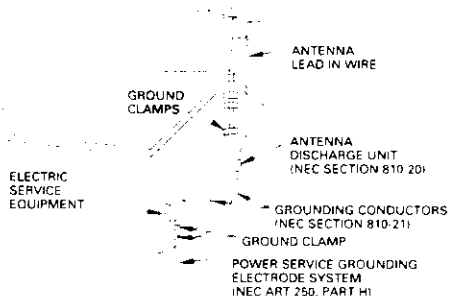 ANTENNA
LEAD IN WIRE
GROUND
CLAMPS
ANTENNA
DISCHARGE UNIT
(NEC SECTION 810 20)
ELECTRIC
SERVICE
EQUIPMENT
GROUNDING CONDUCTORS
(NEC SECTION 810-21)
GROUND CLAMP
POWER SERVICE GROUNDING
ELECTRODE SYSTEM
(NEC ART 250, PART H)